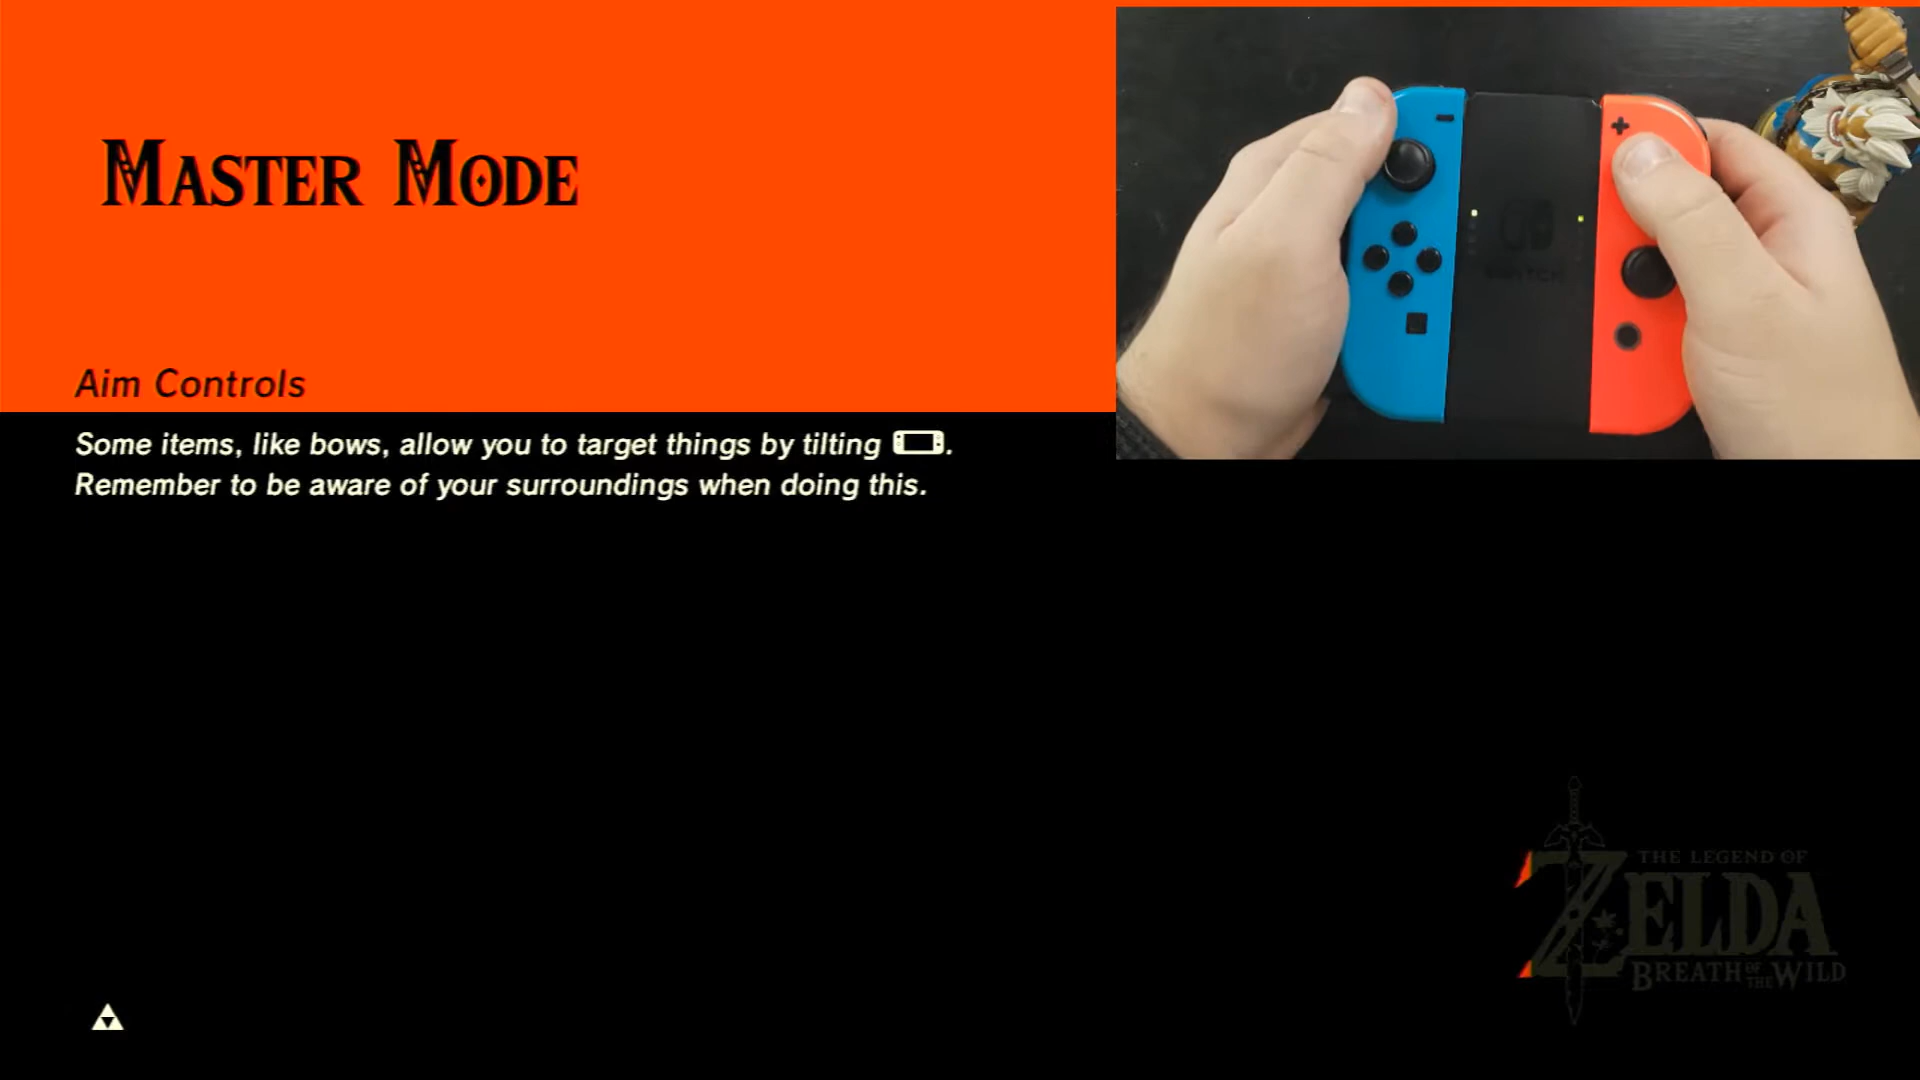 Master Mode
Aim Controls
Some items, like bows, allow you to target things by tilting .
Remember to be aware of your surroundings when doing this.
THE LEGEND OF
ZELDA
BREATH OF THE WILD
SWITCH